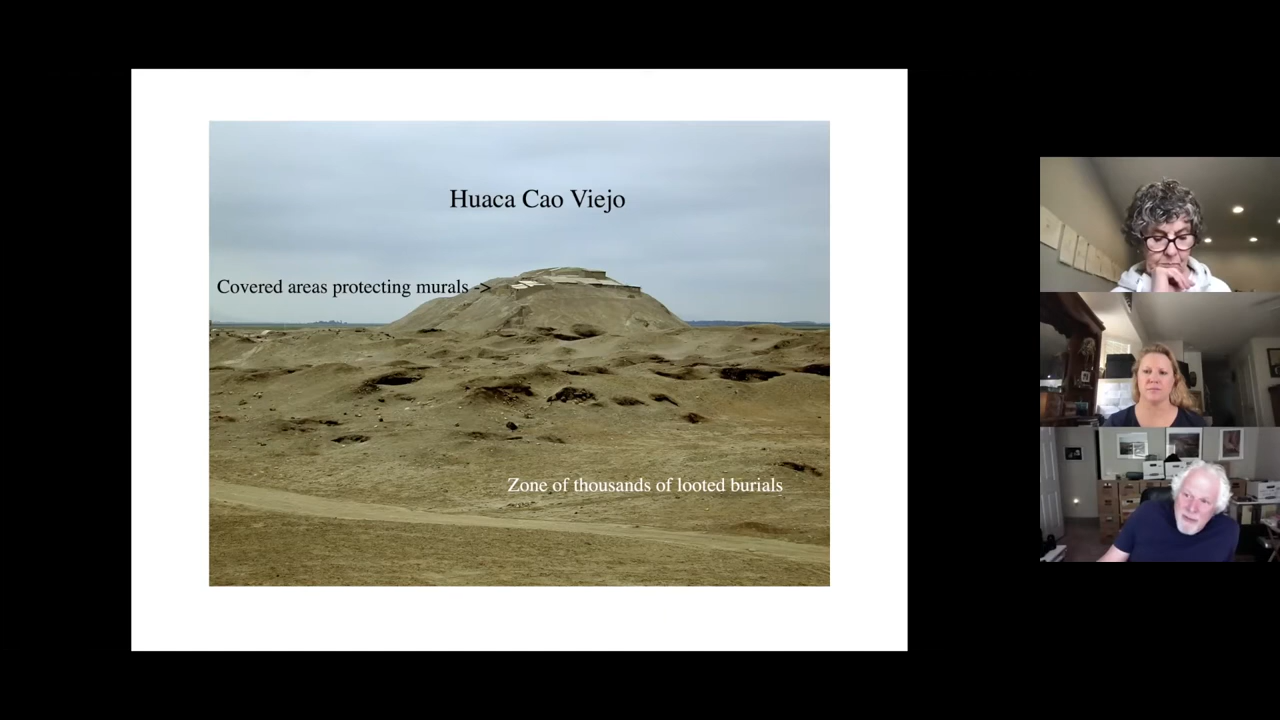 Huaca Cao Viejo
Covered areas protecting murals ->
Zone of thousands of looted burials